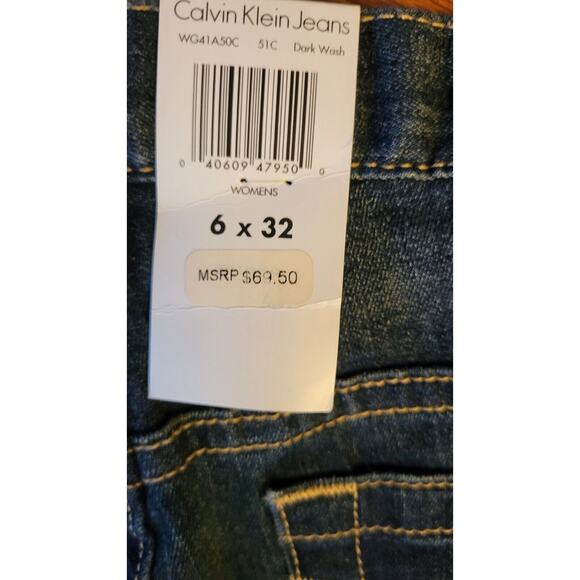 Calvin Klein Jeans
WG41A50C 51C Dark Wash
0 40609 47950 0
WOMENS
6 x 32
MSRP $69.50